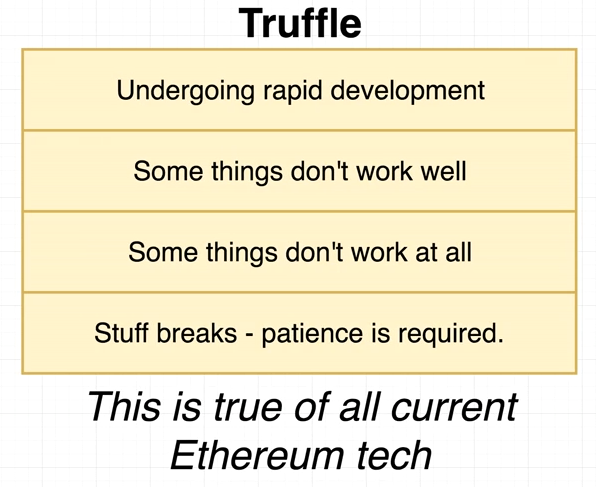 Truffle
Undergoing rapid development
Some things don't work well
Some things don't work at all
Stuff breaks - patience is required.
This is true of all current
Ethereum tech